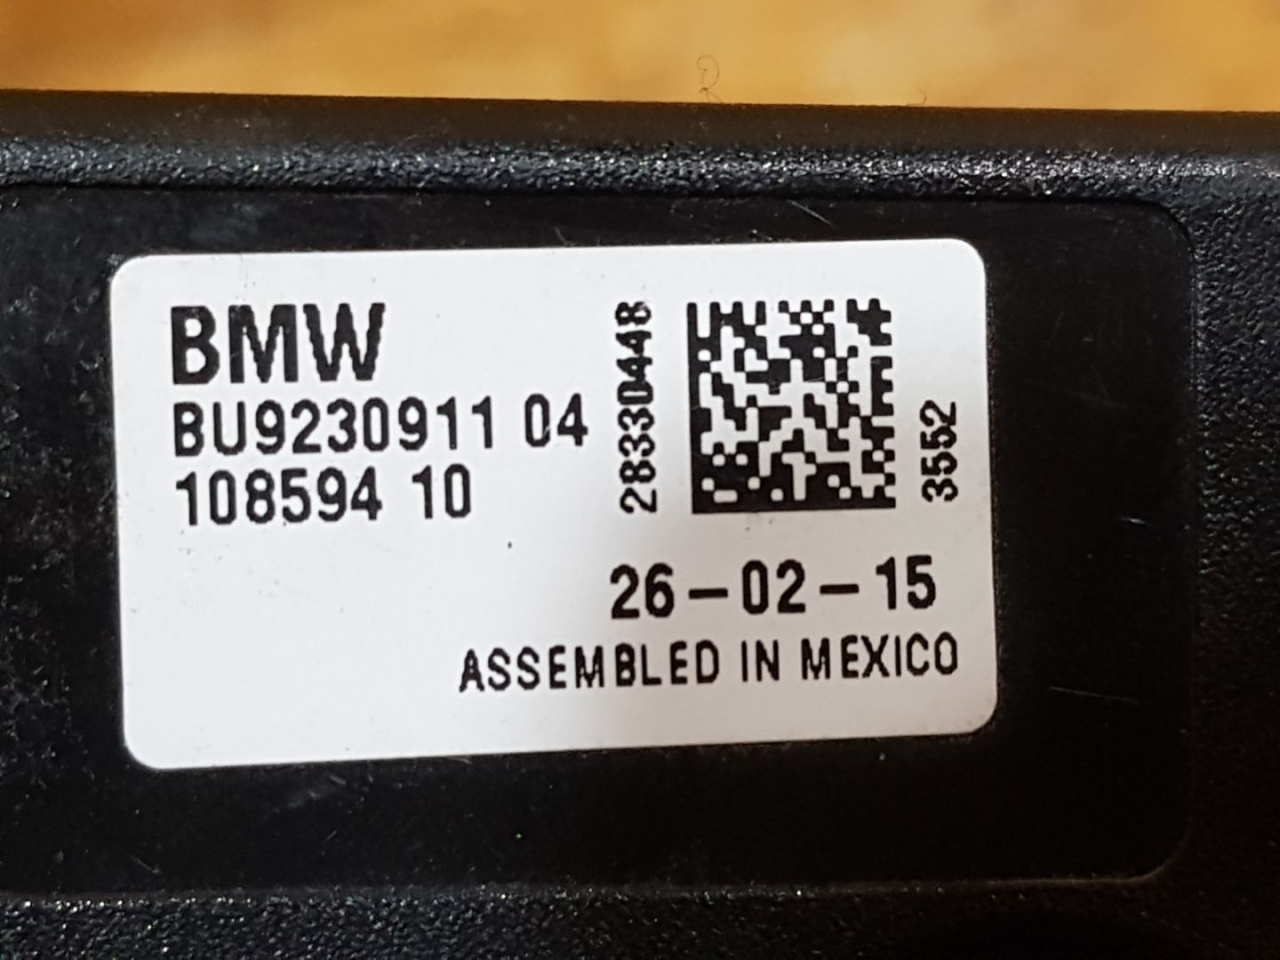 BMW
BU9230911 04
108594 10
28330448
3552
26-02-15
ASSEMBLED IN MEXICO